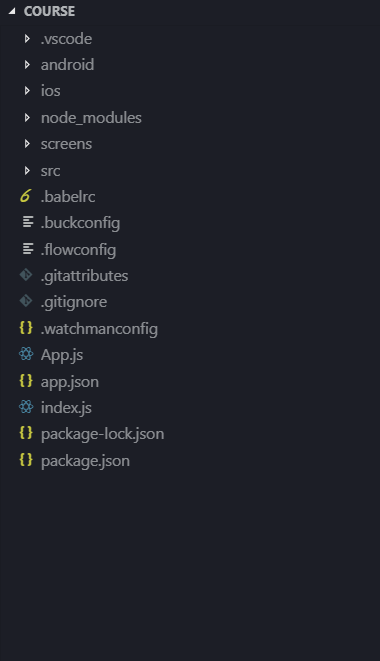 COURSE
.vscode
android
ios
node_modules
screens
src
.babelrc
.buckconfig
.flowconfig
.gitattributes
.gitignore
.watchmanconfig
App.js
app.json
index.js
package-lock.json
package.json